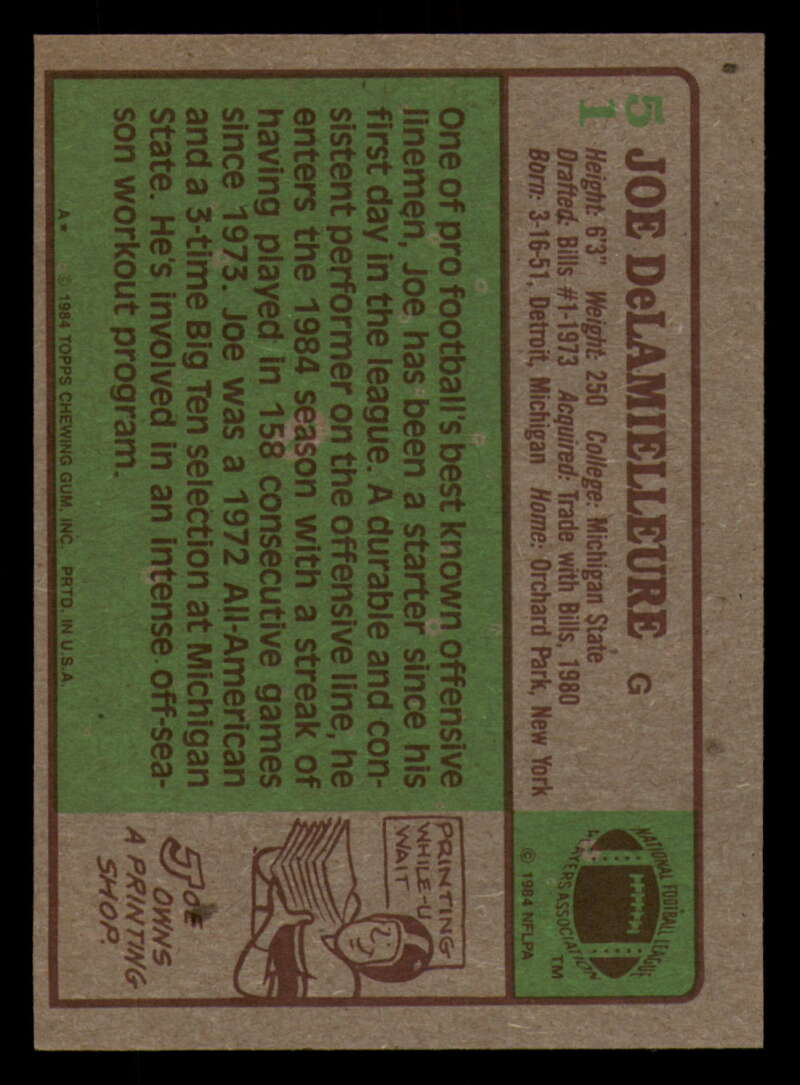 51
JOE DeLAMIELLEURE G
Height: 6'3" Weight: 250 College: Michigan State
Drafted: Bills #1-1973 Acquired: Trade with Bills, 1980
Born: 3-16-51, Detroit, Michigan Home: Orchard Park, New York
NATIONAL FOOTBALL LEAGUE
PLAYERS ASSOCIATION
TM
© 1984 NFLPA
One of pro football's best known offensive
linemen, Joe has been a starter since his
first day in the league. A durable and con-
sistent performer on the offensive line, he
enters the 1984 season with a streak of
having played in 158 consecutive games
since 1973. Joe was a 1972 All-American
and a 3-time Big Ten selection at Michigan
State. He's involved in an intense off-sea-
son workout program.
PRINTING
WHILE-U
WAIT
JOE
OWNS
A PRINTING
SHOP.
A* © 1984 TOPPS CHEWING GUM, INC. PRTD. IN U.S.A.